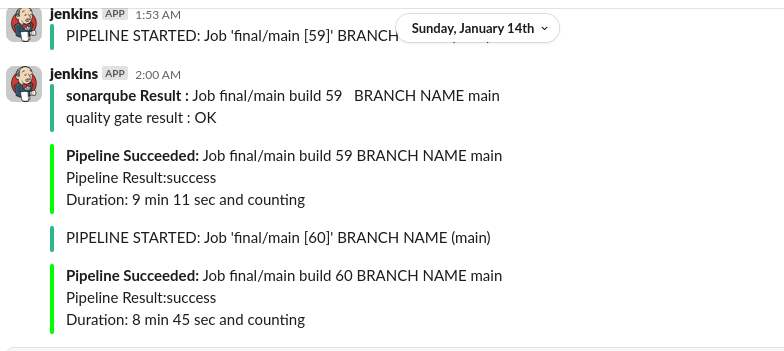 jenkins APP 1:53 AM
Sunday, January 14th
PIPELINE STARTED: Job 'final/main [59]' BRANCH
jenkins APP 2:00 AM
sonarqube Result : Job final/main build 59 BRANCH NAME main
quality gate result : OK
Pipeline Succeeded: Job final/main build 59 BRANCH NAME main
Pipeline Result:success
Duration: 9 min 11 sec and counting
PIPELINE STARTED: Job 'final/main [60]' BRANCH NAME (main)
Pipeline Succeeded: Job final/main build 60 BRANCH NAME main
Pipeline Result:success
Duration: 8 min 45 sec and counting